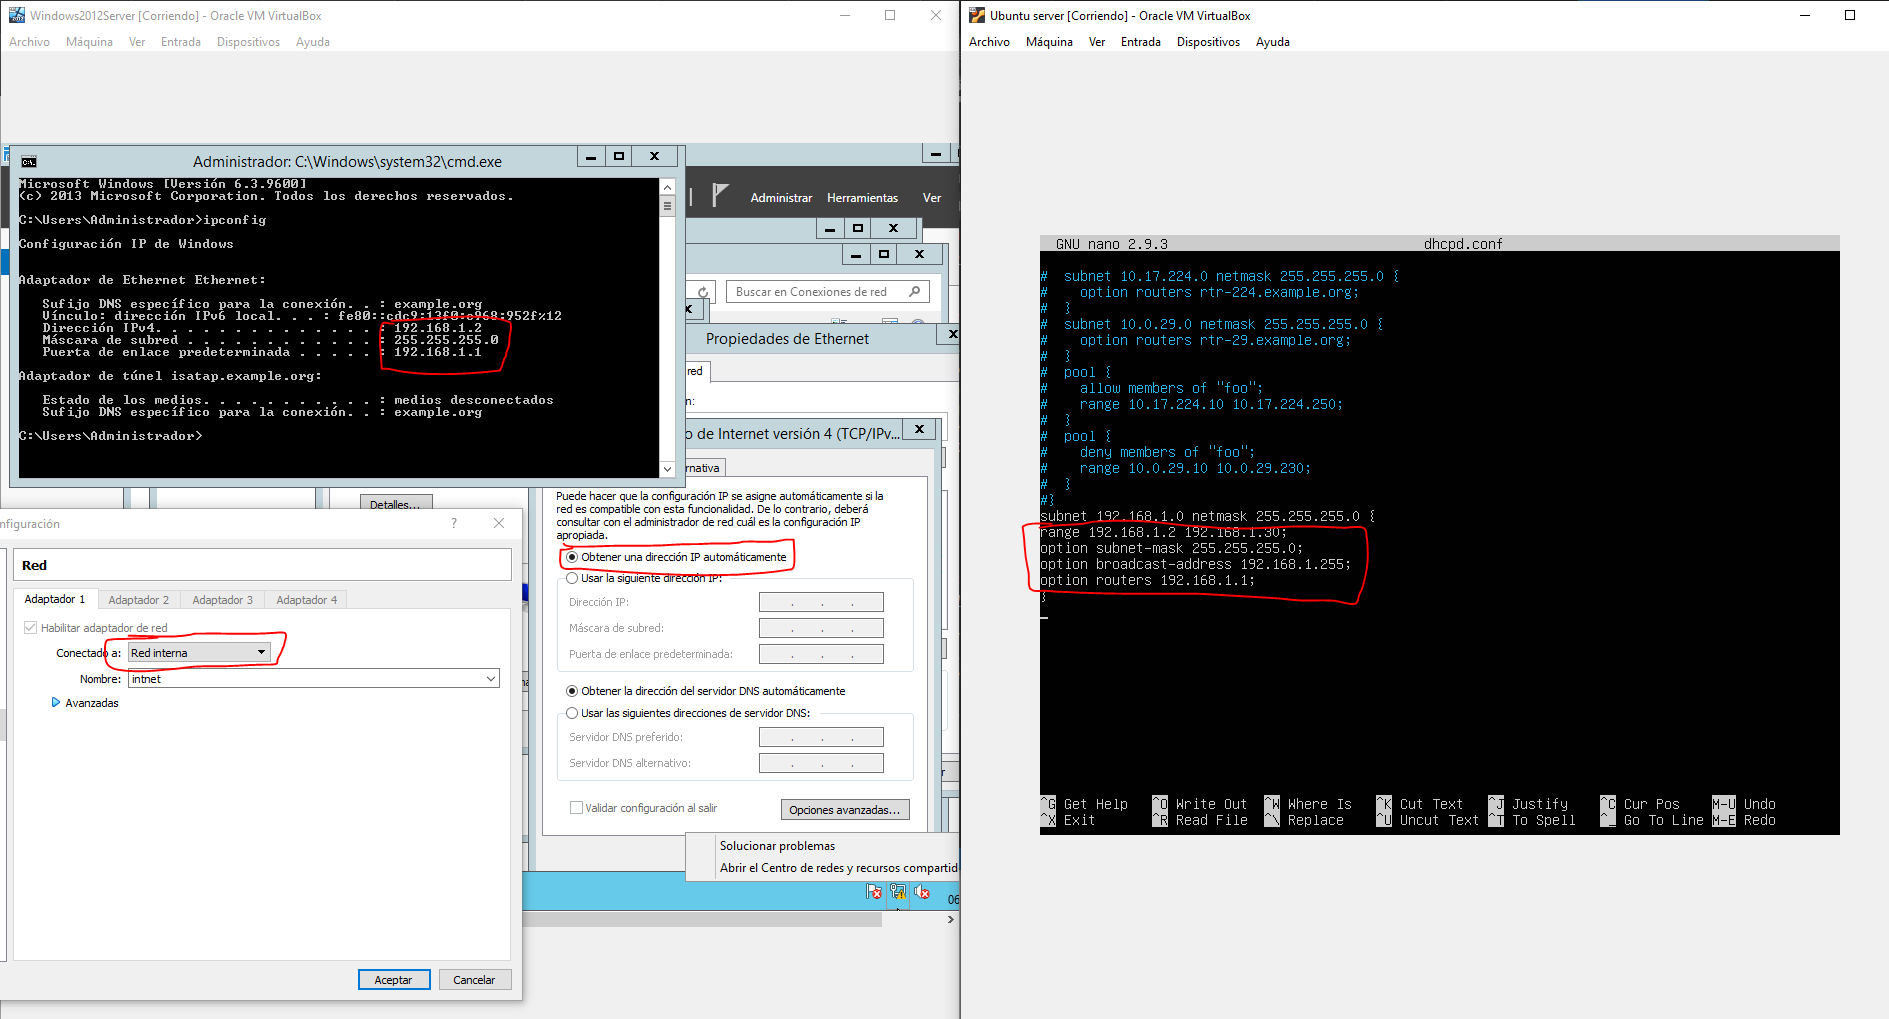 Windows2012Server [Corriendo] - Oracle VM VirtualBox
Archivo Máquina Ver Entrada Dispositivos Ayuda
Administrador: C:\Windows\system32\cmd.exe
Microsoft Windows [Versión 6.3.9600]
(c) 2013 Microsoft Corporation. Todos los derechos reservados.
C:\Users\Administrador>ipconfig
Configuración IP de Windows
Adaptador de Ethernet Ethernet:
Sufijo DNS específico para la conexión. . : example.org
Vínculo: dirección IPv6 local. . . : fe80::cdc9:13f0:c968:952f%12
Dirección IPv4. . . . . . . . . . . . . . : 192.168.1.2
Máscara de subred . . . . . . . . . . . . : 255.255.255.0
Puerta de enlace predeterminada . . . . . : 192.168.1.1
Adaptador de túnel isatap.example.org:
Estado de los medios. . . . . . . . . . . : medios desconectados
Sufijo DNS específico para la conexión. . : example.org
C:\Users\Administrador>
Administrar Herramientas Ver
Buscar en Conexiones de red
Propiedades de Ethernet
red
o de Internet versión 4 (TCP/IPv...
rnativa
Puede hacer que la configuración IP se asigne automáticamente si la
red es compatible con esta funcionalidad. De lo contrario, deberá
consultar con el administrador de red cuál es la configuración IP
apropiada.
Obtener una dirección IP automáticamente
Usar la siguiente dirección IP:
Dirección IP:
Máscara de subred:
Puerta de enlace predeterminada:
Obtener la dirección del servidor DNS automáticamente
Usar las siguientes direcciones de servidor DNS:
Servidor DNS preferido:
Servidor DNS alternativo:
Validar configuración al salir
Opciones avanzadas...
Solucionar problemas
Abrir el Centro de redes y recursos compartid
06
Detalles...
nfiguración
Red
Adaptador 1 Adaptador 2 Adaptador 3 Adaptador 4
Habilitar adaptador de red
Conectado a: Red interna
Nombre: intnet
Avanzadas
Aceptar Cancelar
Ubuntu server [Corriendo] - Oracle VM VirtualBox
Archivo Máquina Ver Entrada Dispositivos Ayuda
GNU nano 2.9.3 dhcpd.conf
# subnet 10.17.224.0 netmask 255.255.255.0 {
# option routers rtr-224.example.org;
# }
# subnet 10.0.29.0 netmask 255.255.255.0 {
# option routers rtr-29.example.org;
# }
# pool {
# allow members of "foo";
# range 10.17.224.10 10.17.224.250;
# }
# pool {
# deny members of "foo";
# range 10.0.29.10 10.0.29.230;
# }
#}
subnet 192.168.1.0 netmask 255.255.255.0 {
range 192.168.1.2 192.168.1.30;
option subnet-mask 255.255.255.0;
option broadcast-address 192.168.1.255;
option routers 192.168.1.1;
}
^G Get Help ^O Write Out ^W Where Is ^K Cut Text ^J Justify ^C Cur Pos M-U Undo
^X Exit ^R Read File ^\ Replace ^U Uncut Text ^T To Spell ^_ Go To Line M-E Redo